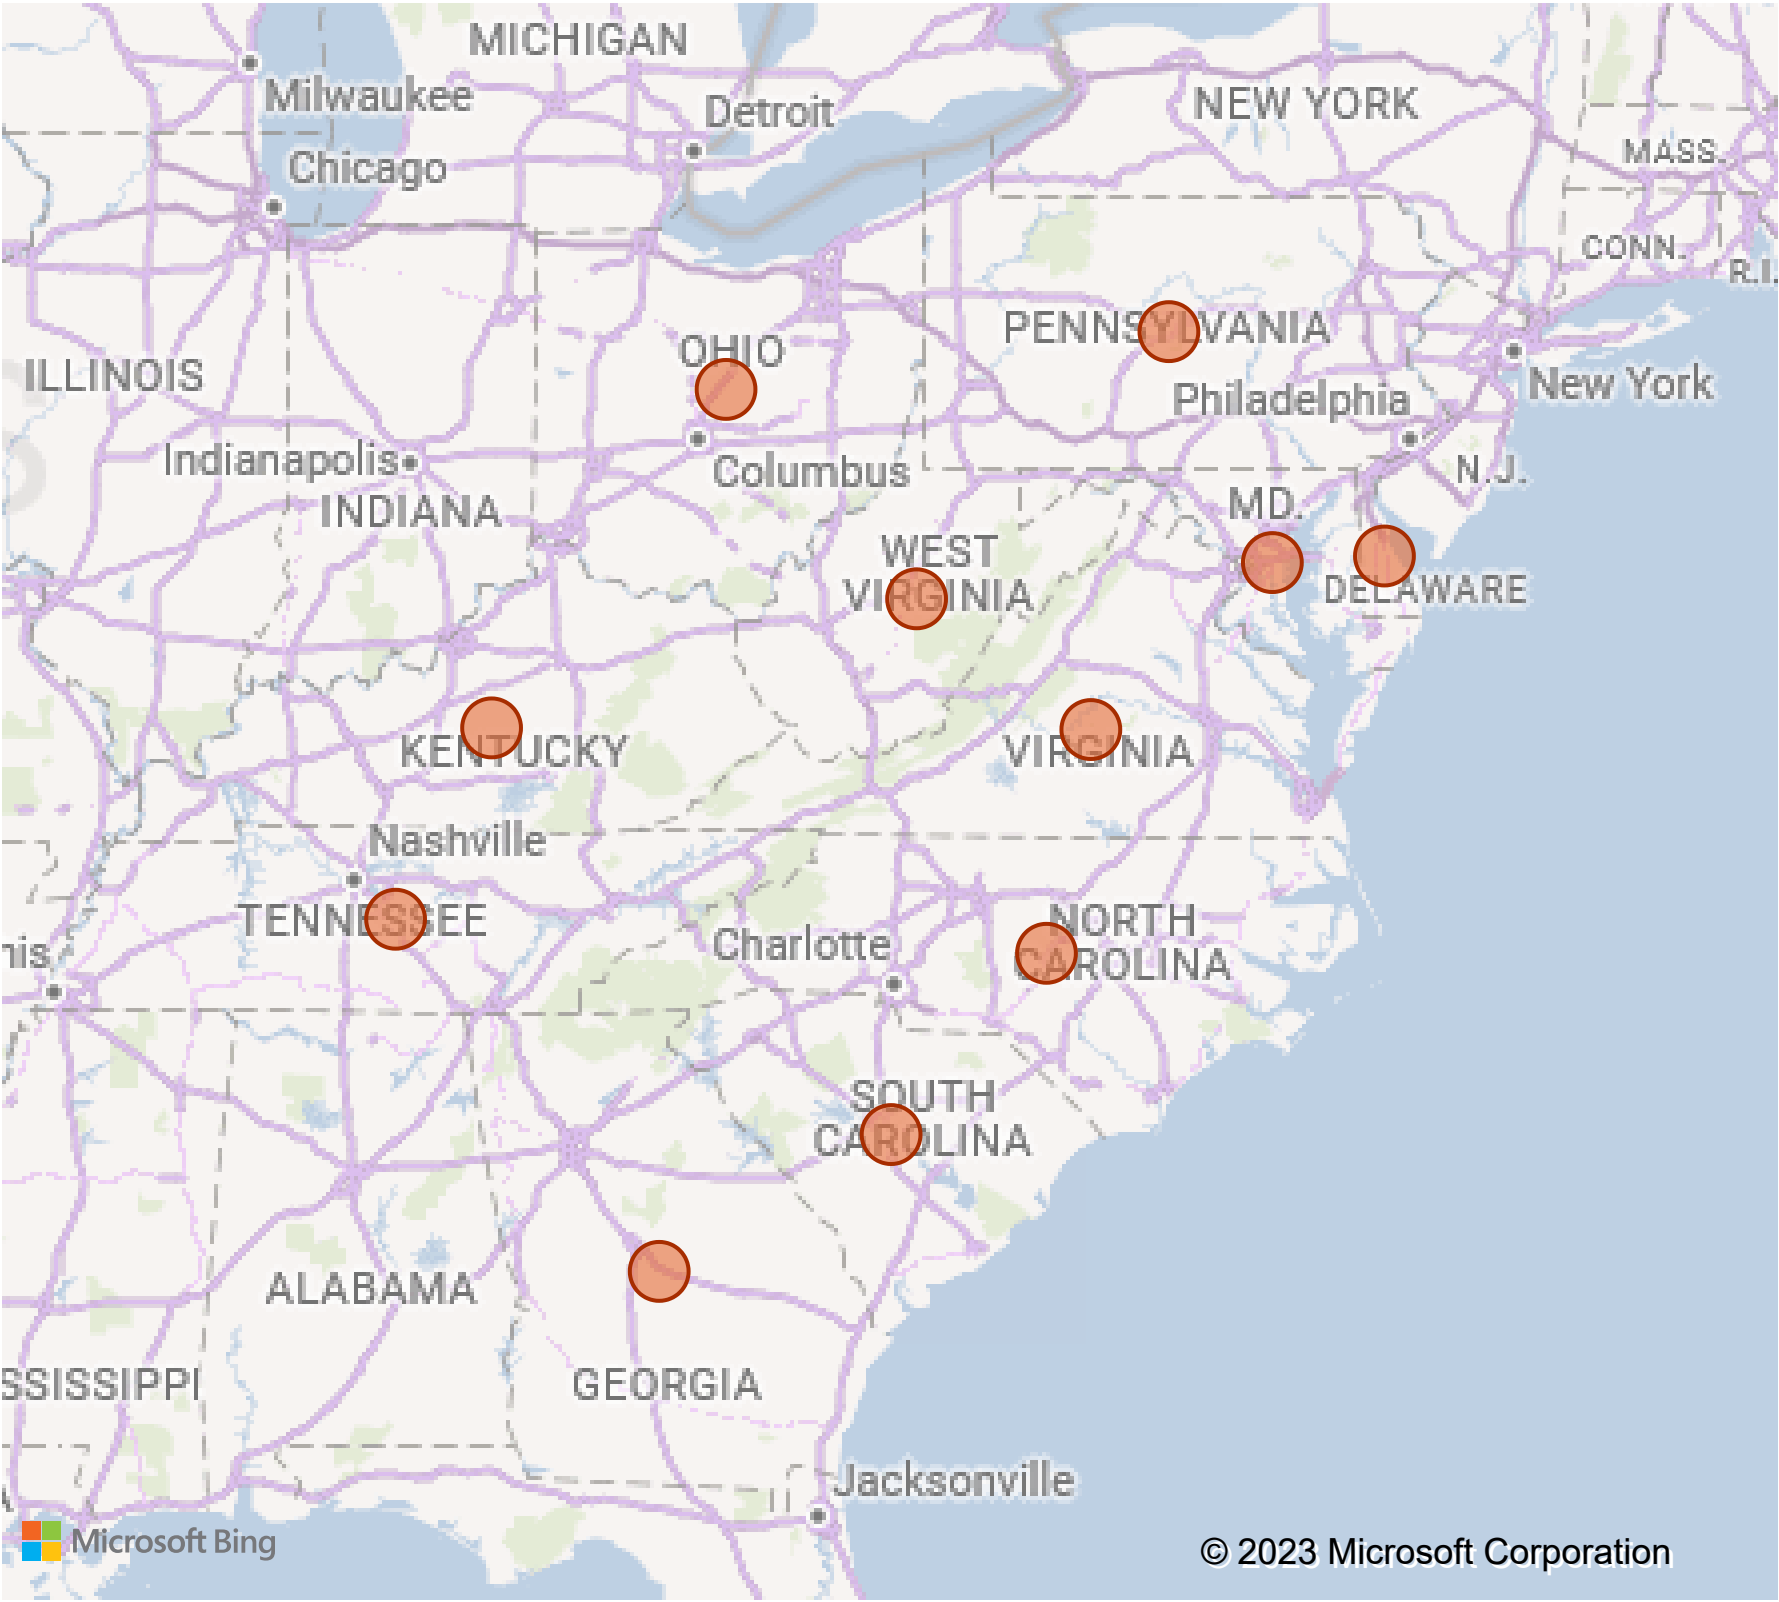 MICHIGAN
Milwaukee
Detroit
NEW YORK
Chicago
MASS.
CONN.
R.I.
OHIO
PENNSYLVANIA
ILLINOIS
New York
Philadelphia
Indianapolis
Columbus
N.J.
INDIANA
MD.
WEST
VIRGINIA
DELAWARE
KENTUCKY
VIRGINIA
Nashville
TENNESSEE
NORTH
CAROLINA
Charlotte
nis
SOUTH
CAROLINA
ALABAMA
SSISSIPPI
GEORGIA
Jacksonville
Microsoft Bing
© 2023 Microsoft Corporation